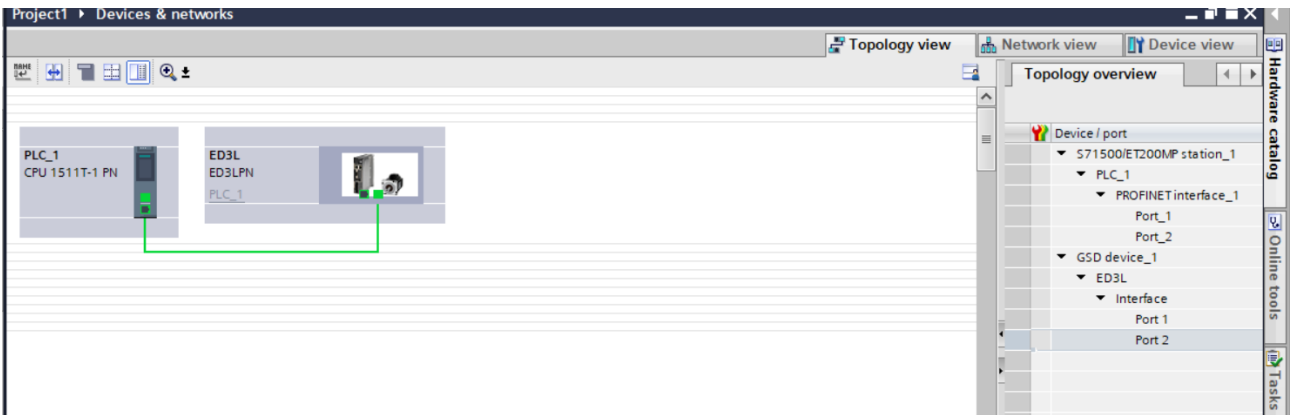 Project1 ▸ Devices & networks
Topology view
Network view
Device view
Topology overview
PLC_1
CPU 1511T-1 PN
ED3L
ED3LPN
PLC_1
Device / port
S71500/ET200MP station_1
PLC_1
PROFINET interface_1
Port_1
Port_2
GSD device_1
ED3L
Interface
Port 1
Port 2
Hardware catalog
Online tools
Tasks